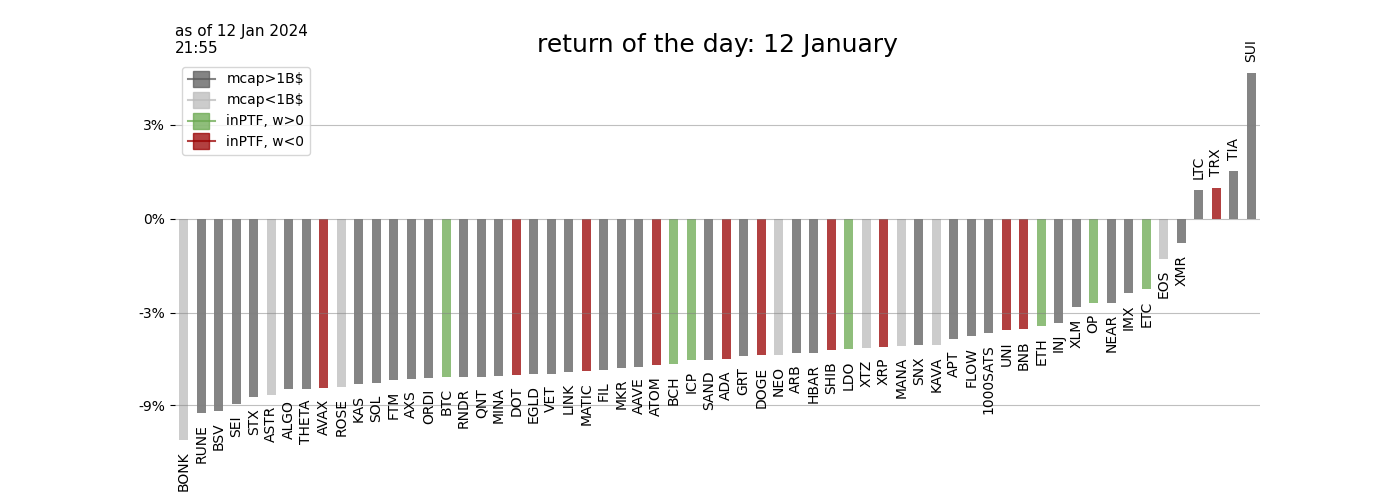 as of 12 Jan 2024
21:55
return of the day: 12 January
mcap>1B$
mcap<1B$
inPTF, w>0
inPTF, w<0
3%
0%
-3%
-9%
BONK
RUNE
BSV
SEI
STX
ASTR
ALGO
THETA
AVAX
ROSE
KAS
SOL
FTM
AXS
ORDI
BTC
RNDR
QNT
MINA
DOT
EGLD
VET
LINK
MATIC
FIL
MKR
AAVE
ATOM
BCH
ICP
SAND
ADA
GRT
DOGE
NEO
ARB
HBAR
SHIB
LDO
XTZ
XRP
MANA
SNX
KAVA
APT
FLOW
1000SATS
UNI
BNB
ETH
INJ
XLM
OP
NEAR
IMX
ETC
EOS
XMR
LTC
TRX
TIA
SUI